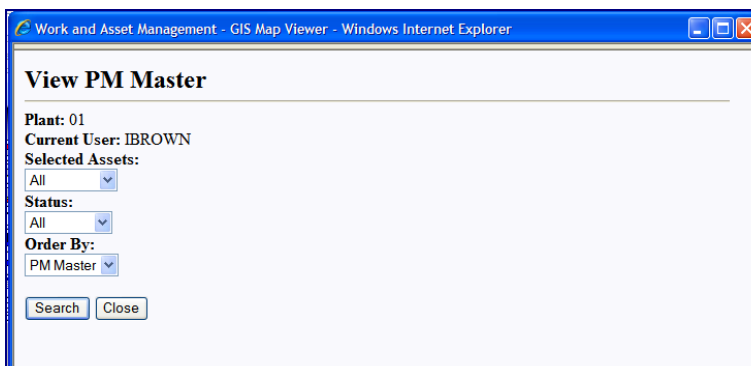 Work and Asset Management - GIS Map Viewer - Windows Internet Explorer
View PM Master
Plant: 01
Current User: IBROWN
Selected Assets:
All
Status:
All
Order By:
PM Master
Search Close